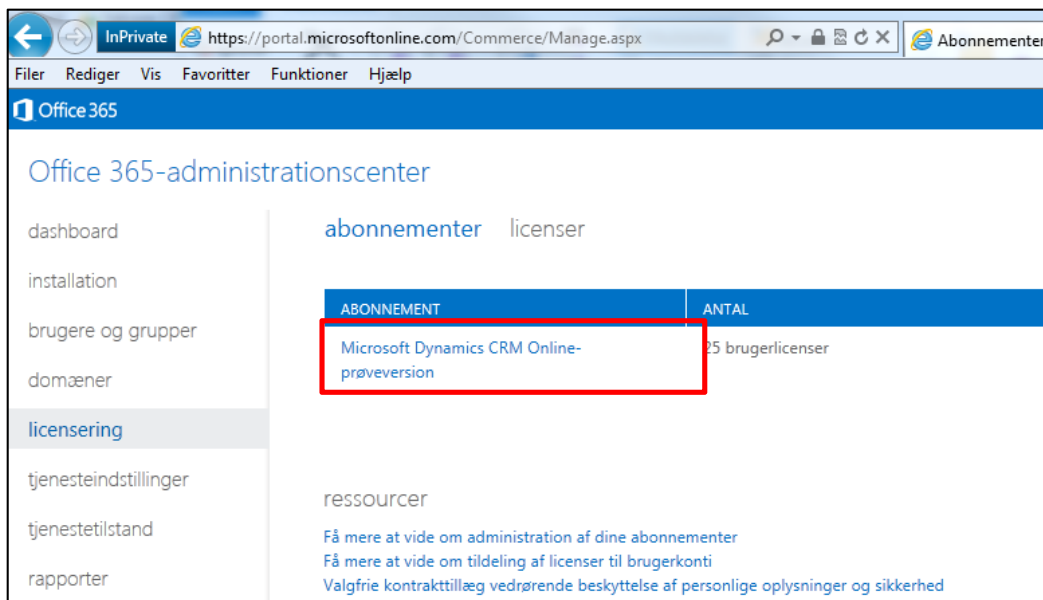 InPrivate https://portal.microsoftonline.com/Commerce/Manage.aspx Abonnementer
Filer Rediger Vis Favoritter Funktioner Hjælp
Office 365
Office 365-administrationscenter
dashboard
installation
brugere og grupper
domæner
licensering
tjenesteindstillinger
tjenestetilstand
rapporter
abonnementer licenser
ABONNEMENT ANTAL
Microsoft Dynamics CRM Online- 25 brugerlicenser
prøveversion
ressourcer
Få mere at vide om administration af dine abonnementer
Få mere at vide om tildeling af licenser til brugerkonti
Valgfrie kontrakttillæg vedrørende beskyttelse af personlige oplysninger og sikkerhed